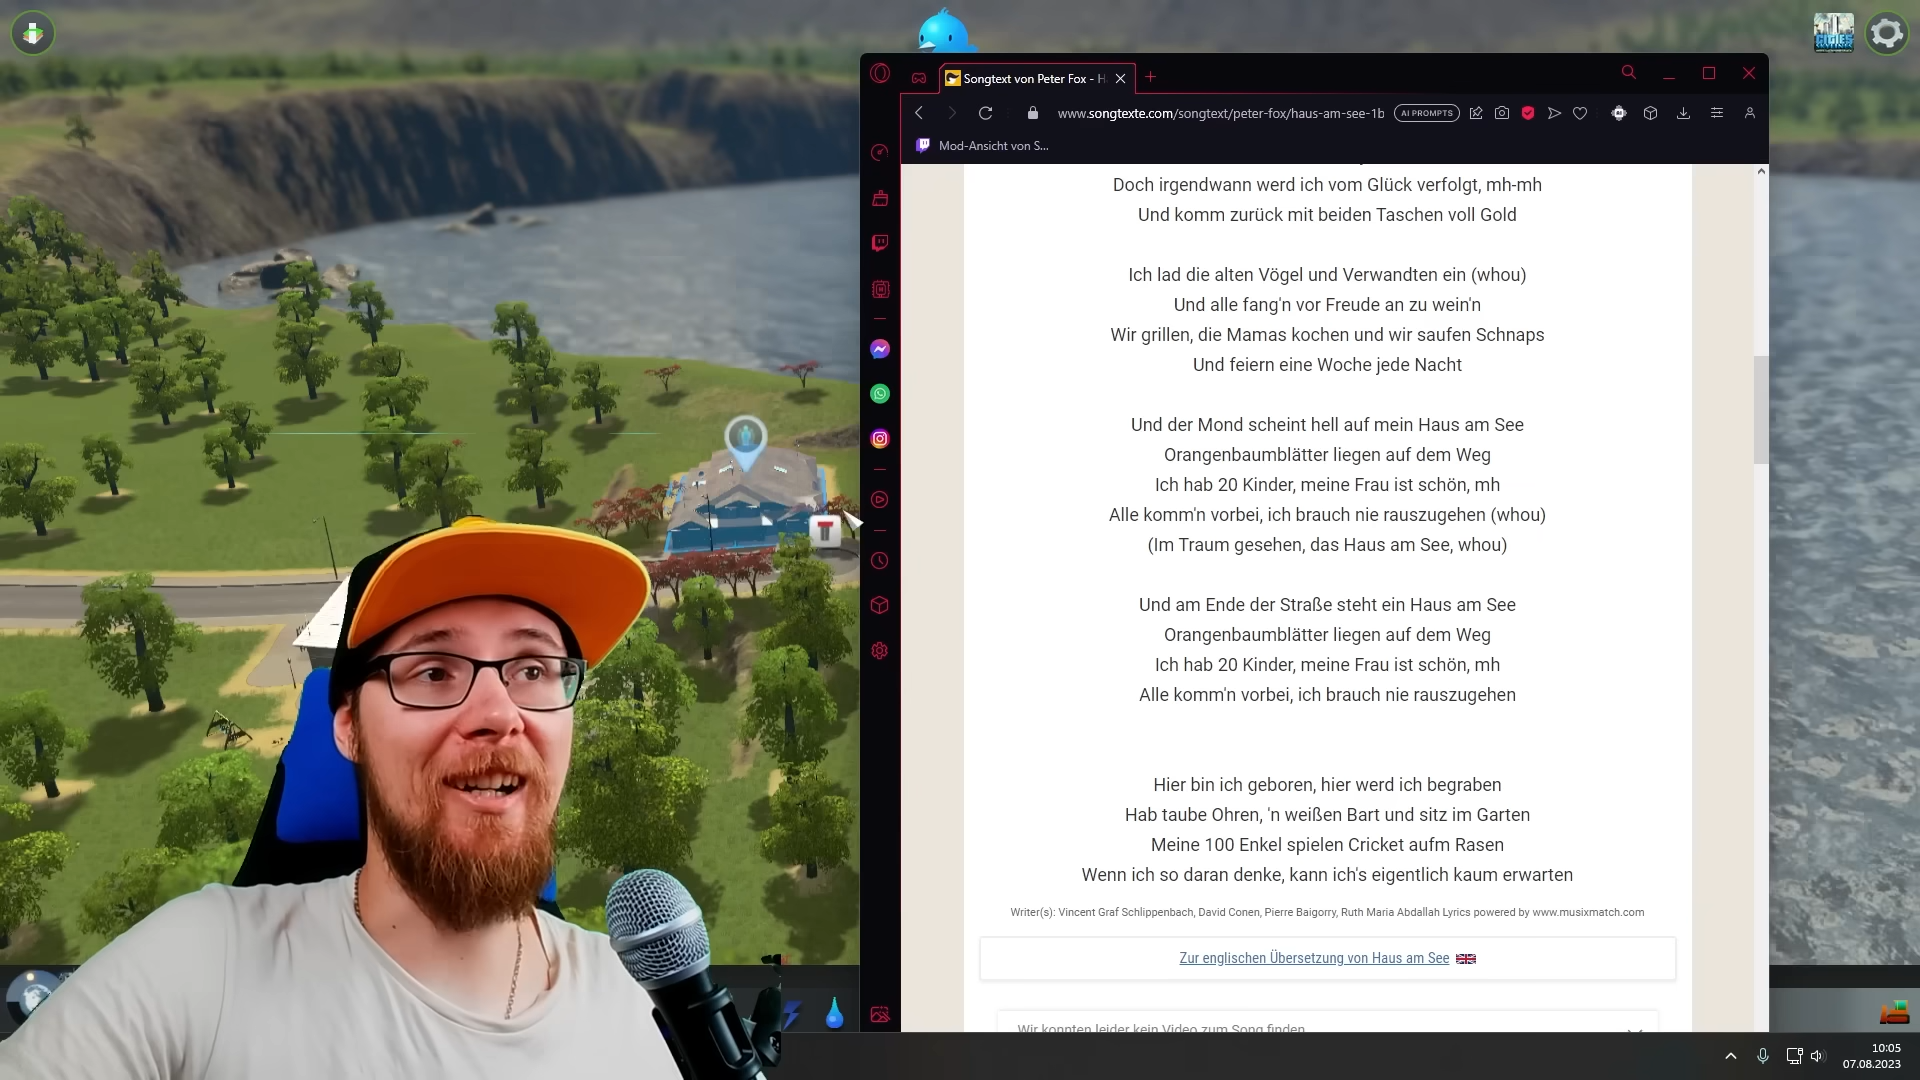 CITIES
SKYLINES
Songtext von Peter Fox - H
www.songtexte.com/songtext/peter-fox/haus-am-see-1b
AI PROMPTS
Mod-Ansicht von S...
Doch irgendwann werd ich vom Glück verfolgt, mh-mh
Und komm zurück mit beiden Taschen voll Gold
Ich lad die alten Vögel und Verwandten ein (whou)
Und alle fang'n vor Freude an zu wein'n
Wir grillen, die Mamas kochen und wir saufen Schnaps
Und feiern eine Woche jede Nacht
Und der Mond scheint hell auf mein Haus am See
Orangenbaumblätter liegen auf dem Weg
Ich hab 20 Kinder, meine Frau ist schön, mh
Alle komm'n vorbei, ich brauch nie rauszugehen (whou)
(Im Traum gesehen, das Haus am See, whou)
Und am Ende der Straße steht ein Haus am See
Orangenbaumblätter liegen auf dem Weg
Ich hab 20 Kinder, meine Frau ist schön, mh
Alle komm'n vorbei, ich brauch nie rauszugehen
Hier bin ich geboren, hier werd ich begraben
Hab taube Ohren, 'n weißen Bart und sitz im Garten
Meine 100 Enkel spielen Cricket aufm Rasen
Wenn ich so daran denke, kann ich's eigentlich kaum erwarten
Writer(s): Vincent Graf Schlippenbach, David Conen, Pierre Baigorry, Ruth Maria Abdallah Lyrics powered by www.musixmatch.com
Zur englischen Übersetzung von Haus am See
Wir konnten leider kein Video zum Song finden
10:05
07.08.2023